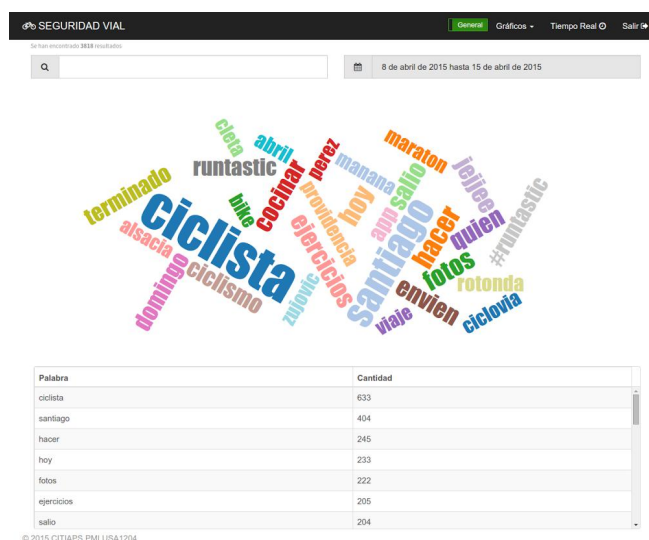 SEGURIDAD VIAL
General Gráficos Tiempo Real Salir
Se han encontrado 3818 resultados
8 de abril de 2015 hasta 15 de abril de 2015
cleta
abril
perez
maraton
runtastic
cocinar
manana
salio
jeijee
terminado
bike
providencia
hoy
app
hacer
quien
#runtastic
ciclista
alsacia
ejercicios
santiago
fotos
rotonda
domingo
ciclismo
zujovic
envien
viaje
ciclovia
Palabra Cantidad
ciclista 633
santiago 404
hacer 245
hoy 233
fotos 222
ejercicios 205
salio 204
© 2015 CITIAPS PMI USA1204